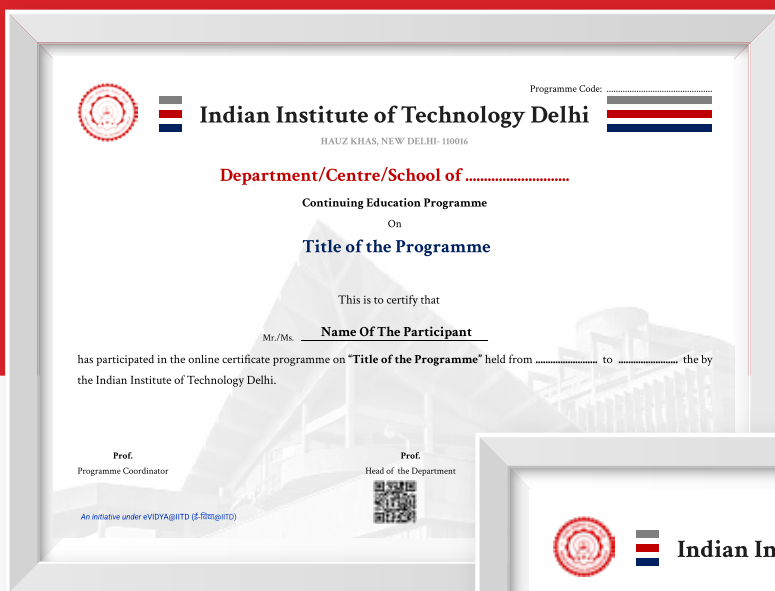 Programme Code: ..........................................
Indian Institute of Technology Delhi
HAUZ KHAS, NEW DELHI- 110016
Department/Centre/School of ............................
Continuing Education Programme
On
Title of the Programme
This is to certify that
Mr./Ms. Name Of The Participant
has participated in the online certificate programme on “Title of the Programme” held from ......................... to ........................ the by
the Indian Institute of Technology Delhi.
Prof. Prof.
Programme Coordinator Head of the Department
An initiative under eVIDYA@IITD (ई-विद्या@IITD)
Indian In